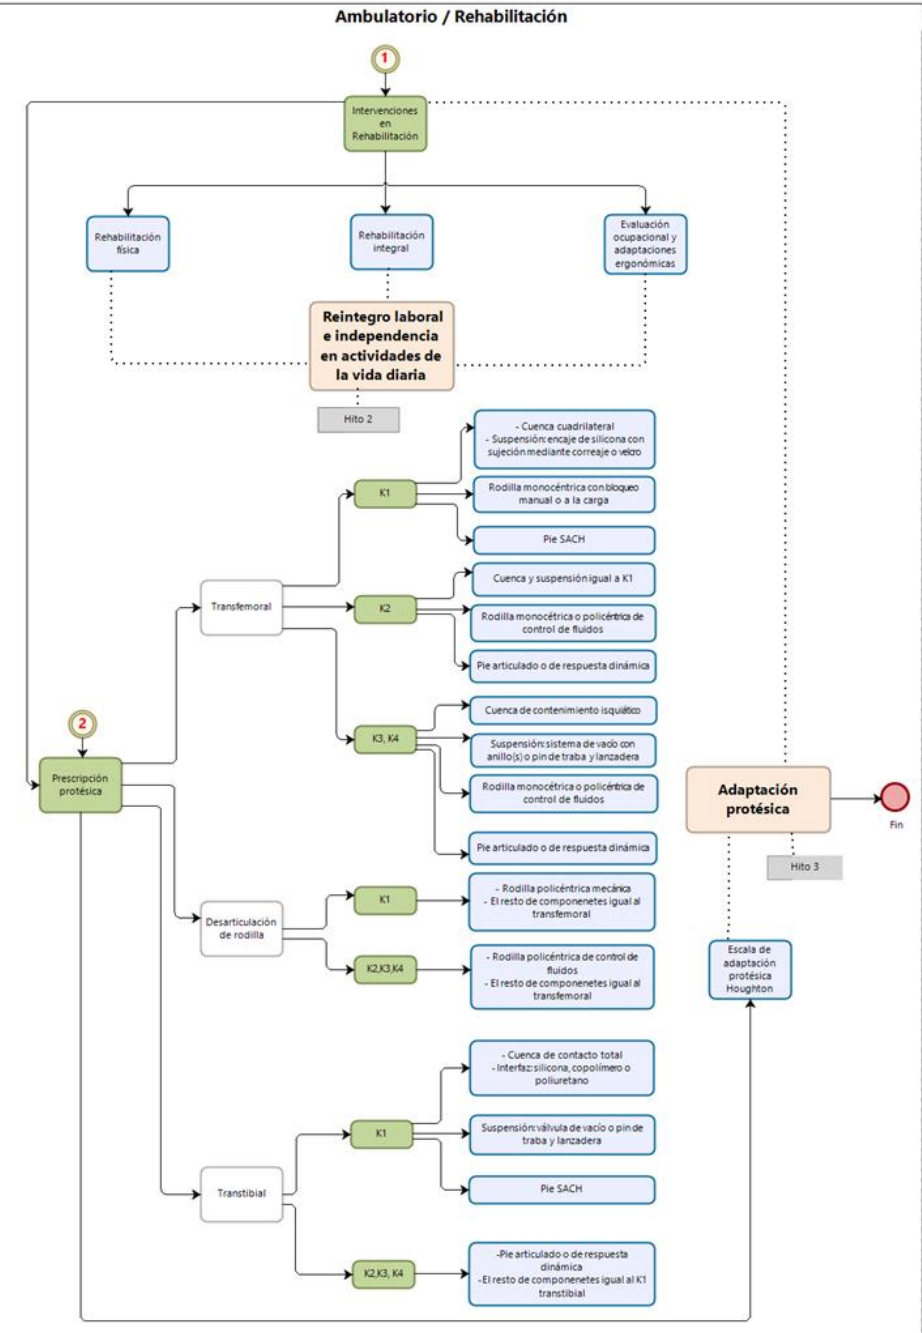 Ambulatorio / Rehabilitación
1
Intervenciones
en
Rehabilitación
Rehabilitación
física
Rehabilitación
integral
Evaluación
ocupacional y
adaptaciones
ergonómicas
Reintegro laboral
e independencia
en actividades de
la vida diaria
Hito 2
- Cuenca cuadrilateral
- Suspensión: encaje de silicona con
sujeción mediante correaje o velcro
K1
Rodilla monocéntrica con bloqueo
manual o a la carga
Pie SACH
Transfemoral
K2
Cuenca y suspensión igual a K1
Rodilla monocétrica o policéntrica de
control de fluidos
Pie articulado o de respuesta dinámica
K3, K4
Cuenca de contenimiento isquiático
Suspensión: sistema de vacío con
anillo(s) o pin de traba y lanzadera
Rodilla monocétrica o policéntrica de
control de fluidos
Pie articulado o de respuesta dinámica
2
Prescripción
protésica
Adaptación
protésica
Fin
Hito 3
Desarticulación
de rodilla
K1
- Rodilla policéntrica mecánica
- El resto de componenetes igual al
transfemoral
K2,K3,K4
- Rodilla policéntrica de control de
fluidos
- El resto de componenetes igual al
transfemoral
Escala de
adaptación
protésica
Houghton
Transtibial
K1
- Cuenca de contacto total
- Interfaz: silicona, copolímero o
poliuretano
Suspensión: válvula de vacío o pin de
traba y lanzadera
Pie SACH
K2,K3, K4
-Pie articulado o de respuesta
dinámica
-El resto de componenetes igual al K1
transtibial